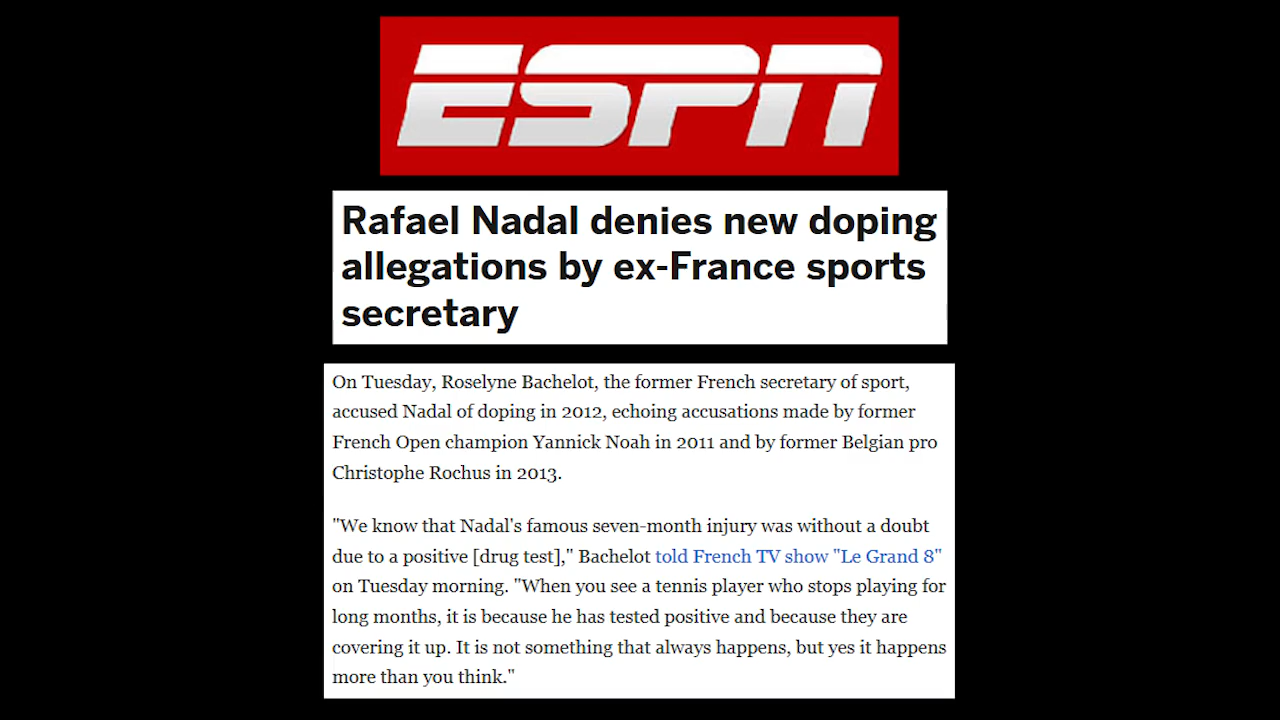 ESPN
Rafael Nadal denies new doping
allegations by ex-France sports
secretary
On Tuesday, Roselyne Bachelot, the former French secretary of sport,
accused Nadal of doping in 2012, echoing accusations made by former
French Open champion Yannick Noah in 2011 and by former Belgian pro
Christophe Rochus in 2013.
"We know that Nadal's famous seven-month injury was without a doubt
due to a positive [drug test]," Bachelot told French TV show "Le Grand 8"
on Tuesday morning. "When you see a tennis player who stops playing for
long months, it is because he has tested positive and because they are
covering it up. It is not something that always happens, but yes it happens
more than you think."